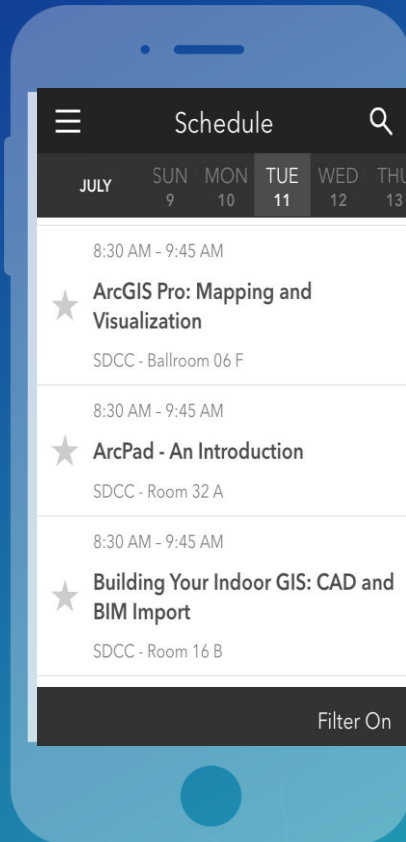 Schedule
JULY SUN MON TUE WED THU
9 10 11 12 13
8:30 AM – 9:45 AM
ArcGIS Pro: Mapping and
Visualization
SDCC - Ballroom 06 F
8:30 AM – 9:45 AM
ArcPad - An Introduction
SDCC - Room 32 A
8:30 AM – 9:45 AM
Building Your Indoor GIS: CAD and
BIM Import
SDCC - Room 16 B
Filter On